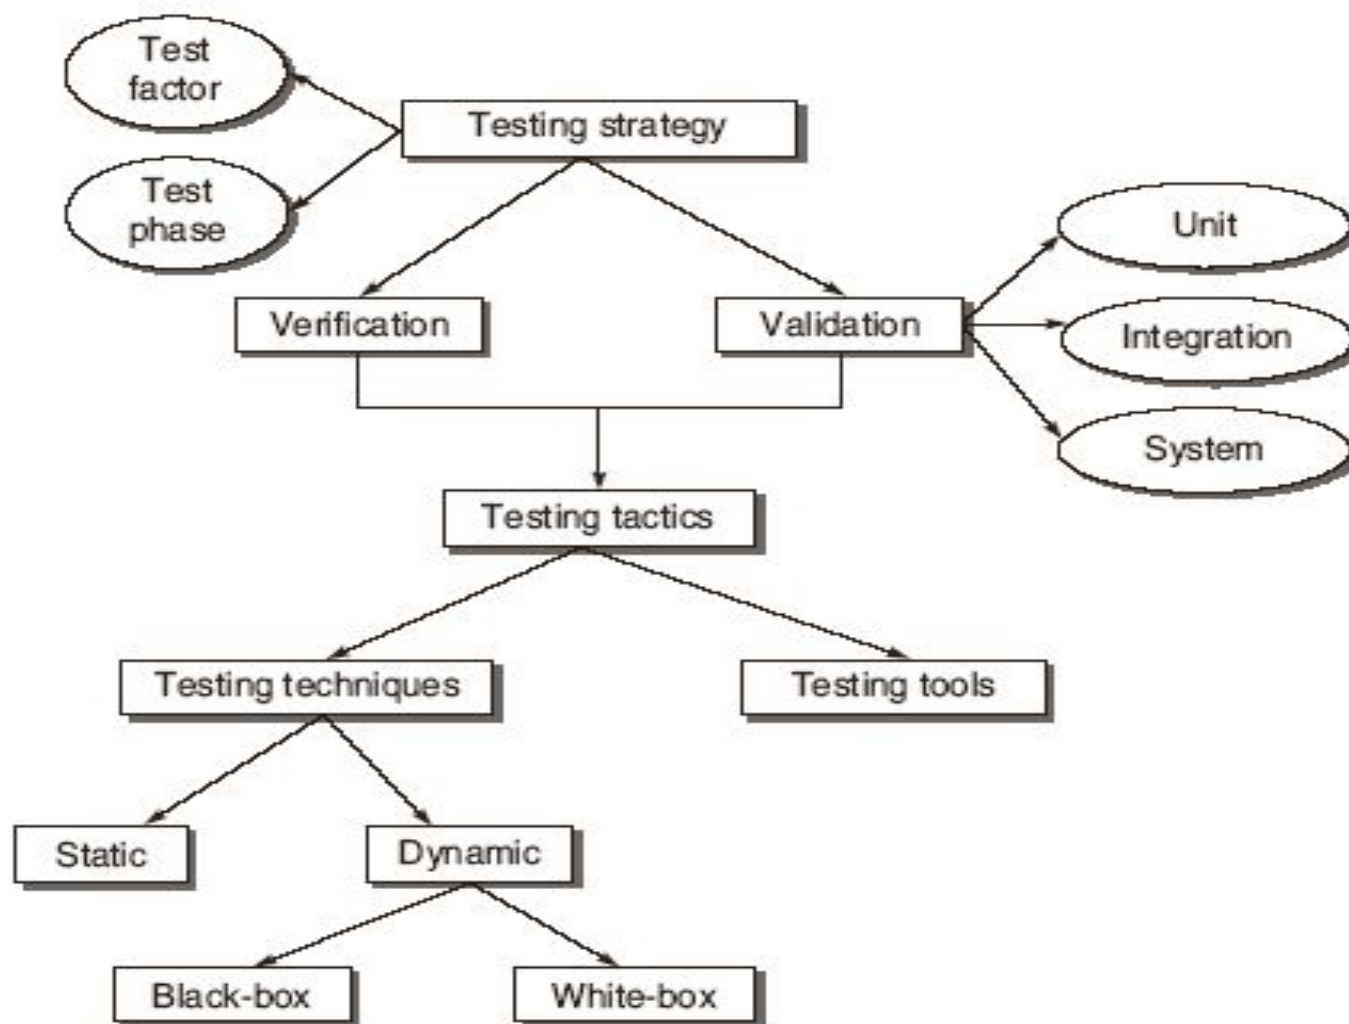 Test
factor
Testing strategy
Test
phase
Unit
Verification
Validation
Integration
System
Testing tactics
Testing techniques
Testing tools
Static
Dynamic
Black-box
White-box